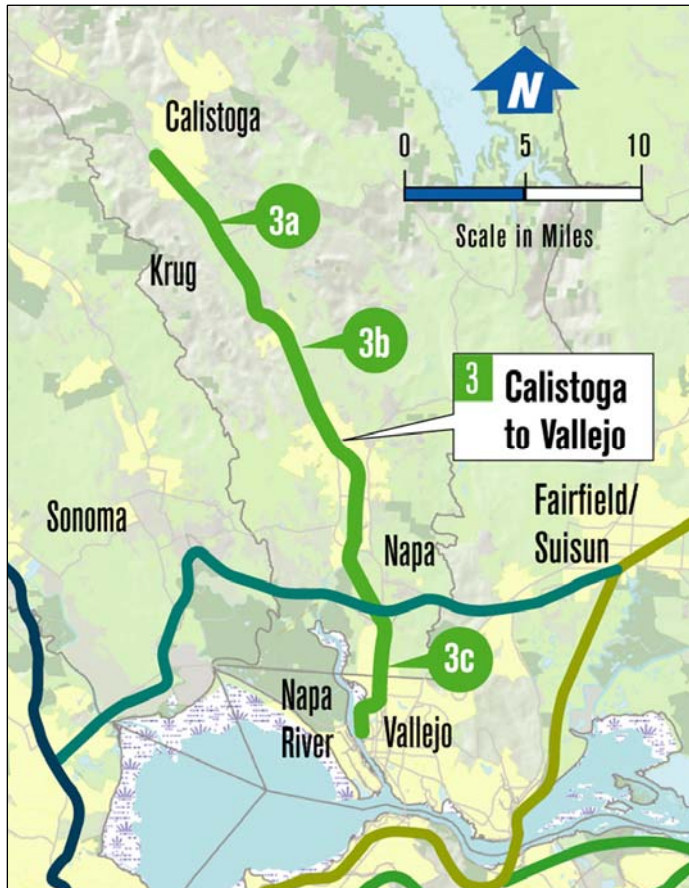 Calistoga
N
0 5 10
Scale in Miles
3a
Krug
3b
3 Calistoga
to Vallejo
Fairfield/
Suisun
Sonoma
Napa
3c
Napa
River
Vallejo